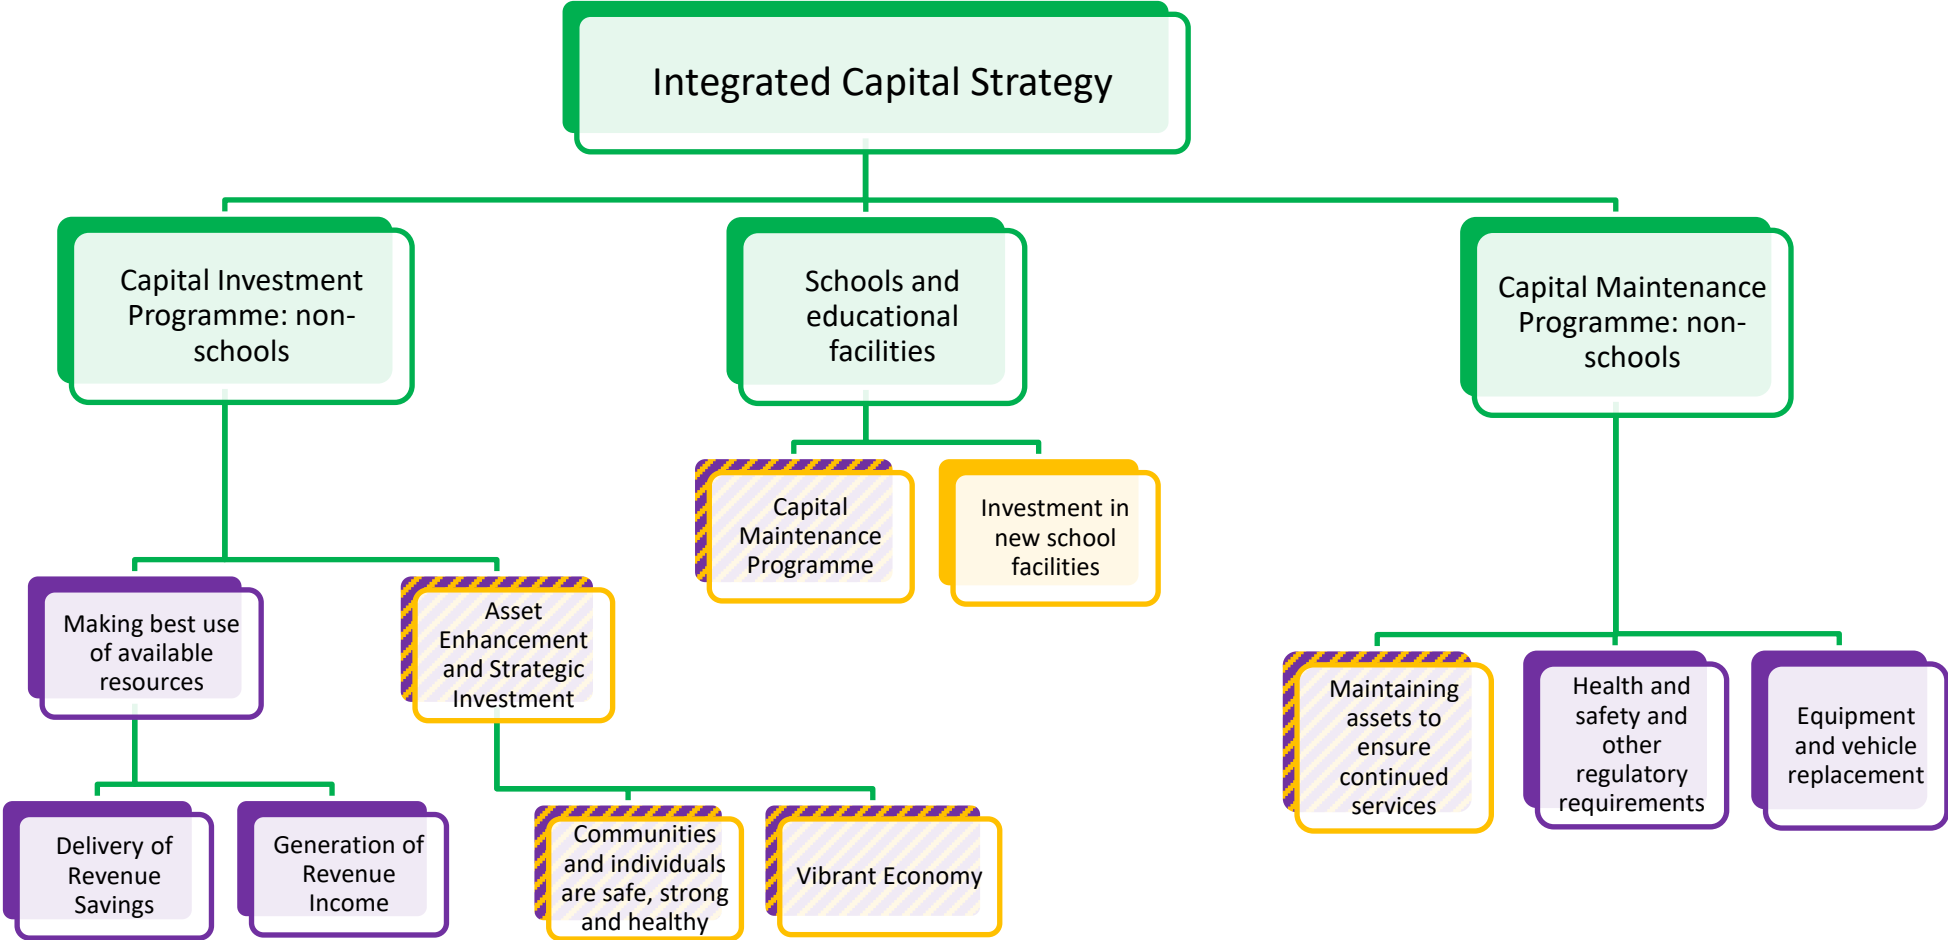 Integrated Capital Strategy
Capital Investment
Programme: non-
schools
Schools and
educational
facilities
Capital Maintenance
Programme: non-
schools
Capital
Maintenance
Programme
Investment in
new school
facilities
Making best use
of available
resources
Asset
Enhancement
and Strategic
Investment
Maintaining
assets to
ensure
continued
services
Health and
safety and
other
regulatory
requirements
Equipment
and vehicle
replacement
Delivery of
Revenue
Savings
Generation of
Revenue
Income
Communities
and individuals
are safe, strong
and healthy
Vibrant Economy